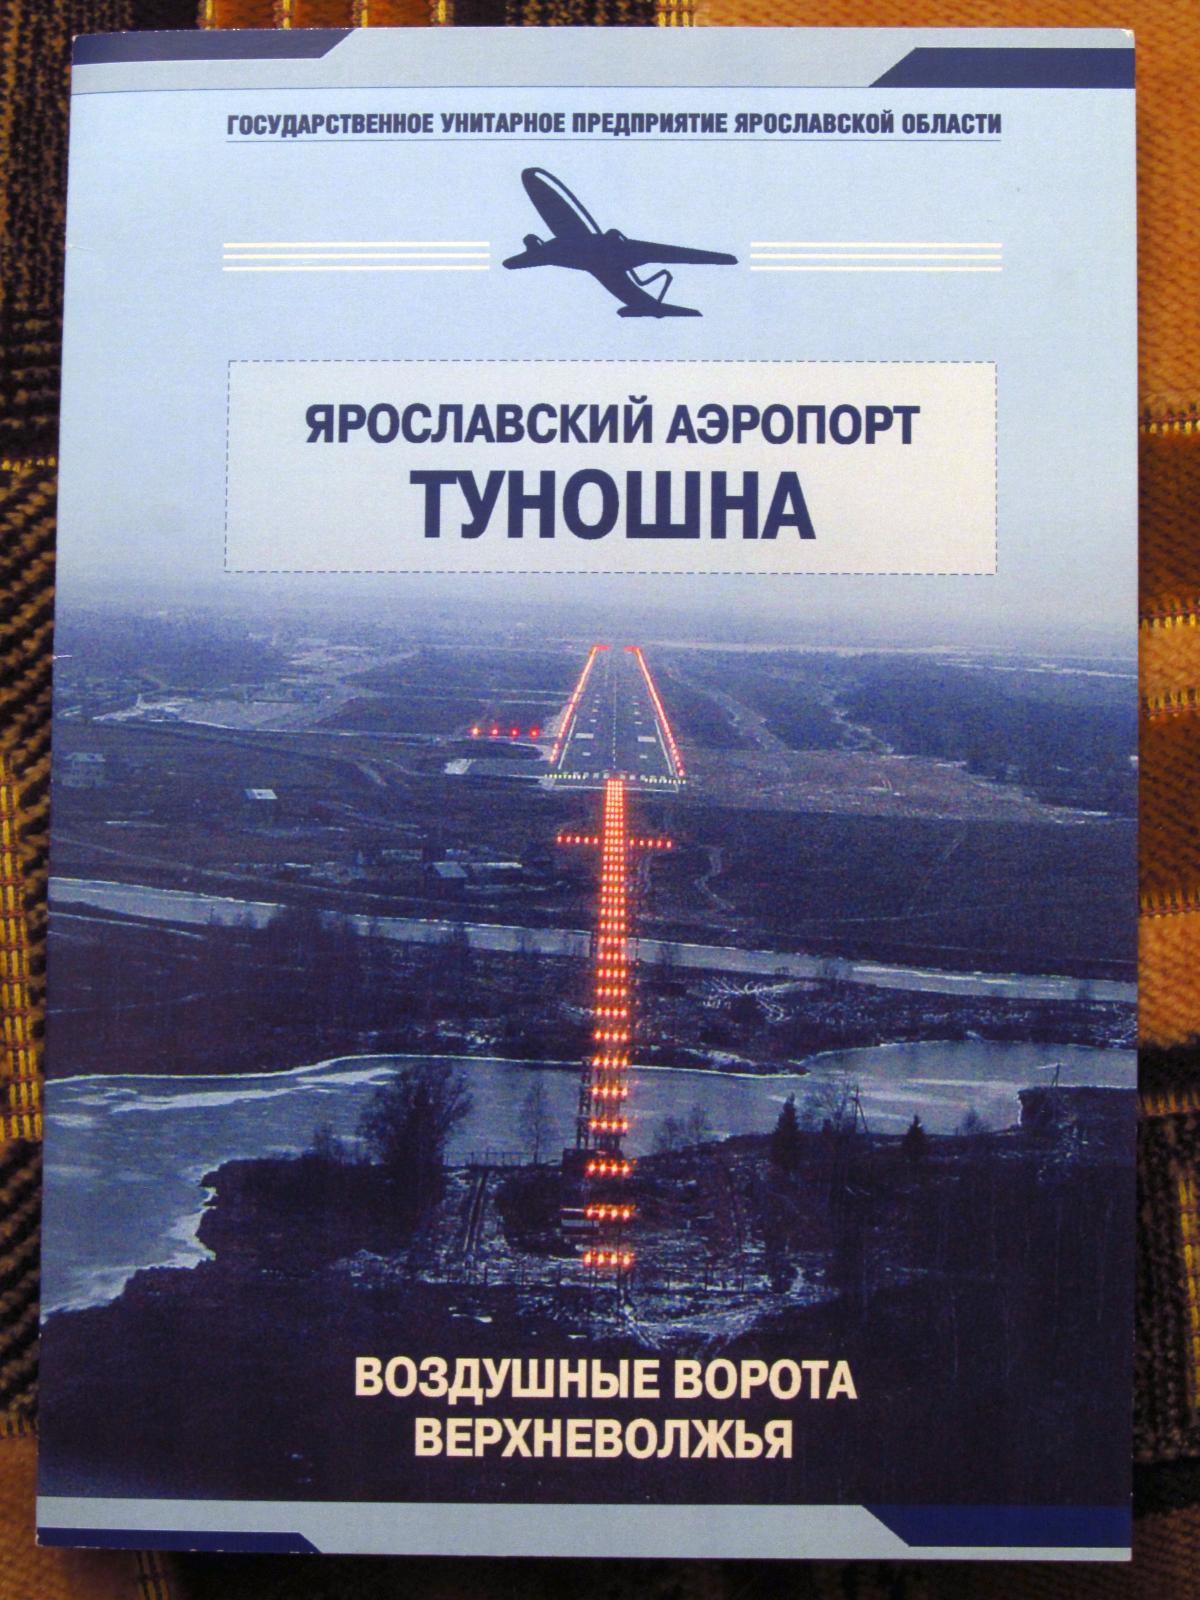 ГОСУДАРСТВЕННОЕ УНИТАРНОЕ ПРЕДПРИЯТИЕ ЯРОСЛАВСКОЙ ОБЛАСТИ
ЯРОСЛАВСКИЙ АЭРОПОРТ
ТУНОШНА
ВОЗДУШНЫЕ ВОРОТА
ВЕРХНЕВОЛЖЬЯ